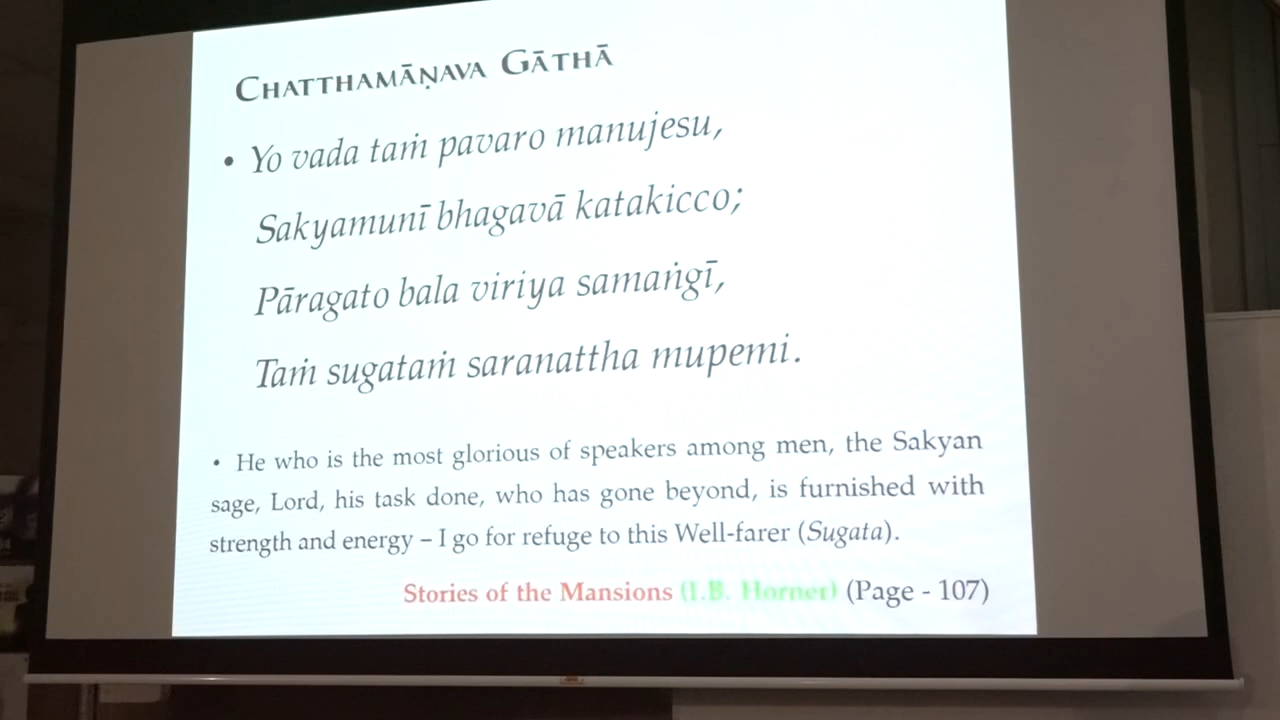 CHATTHAMĀṆAVA GĀTHĀ
• Yo vada taṁ pavaro manujesu,
Sakyamunī bhagavā katakicco;
Pāragato bala viriya samaṅgī,
Taṁ sugataṁ saranattha mupemi.
• He who is the most glorious of speakers among men, the Sakyan
sage, Lord, his task done, who has gone beyond, is furnished with
strength and energy – I go for refuge to this Well-farer (Sugata).
Stories of the Mansions (I.B. Horner) (Page - 107)